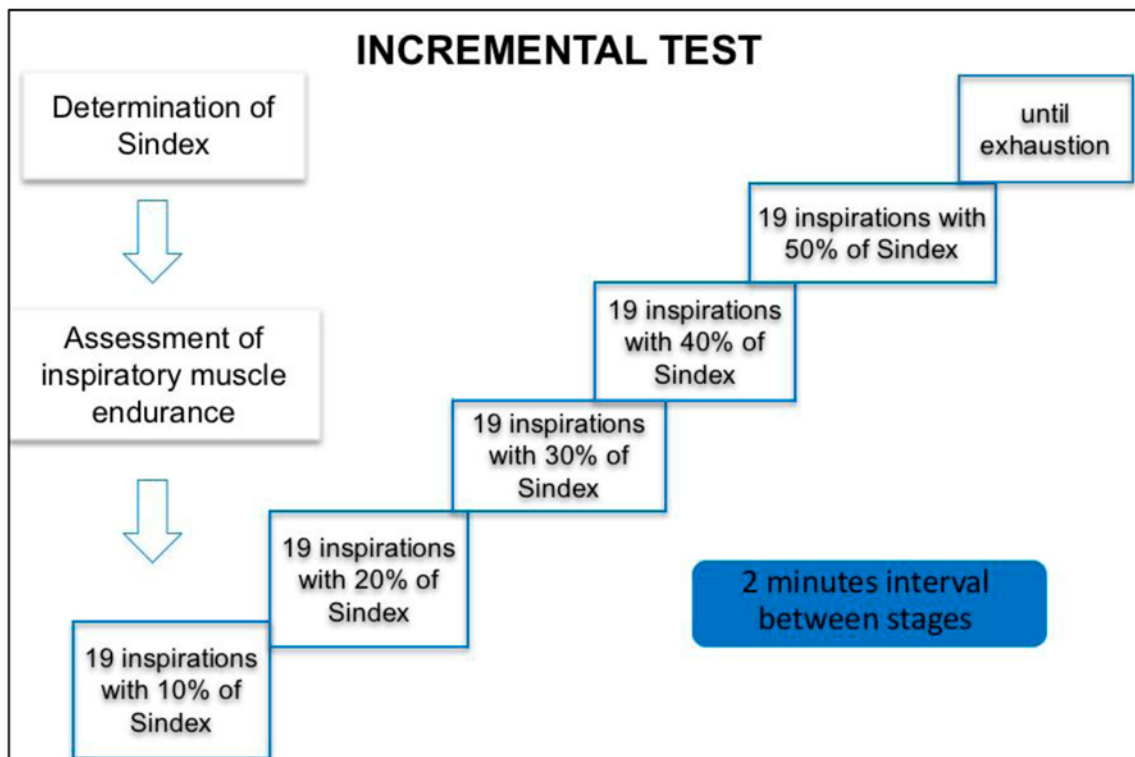 INCREMENTAL TEST
Determination of
Sindex
Assessment of
inspiratory muscle
endurance
19 inspirations
with 10% of
Sindex
19 inspirations
with 20% of
Sindex
19 inspirations
with 30% of
Sindex
19 inspirations
with 40% of
Sindex
19 inspirations with
50% of Sindex
until
exhaustion
2 minutes interval
between stages